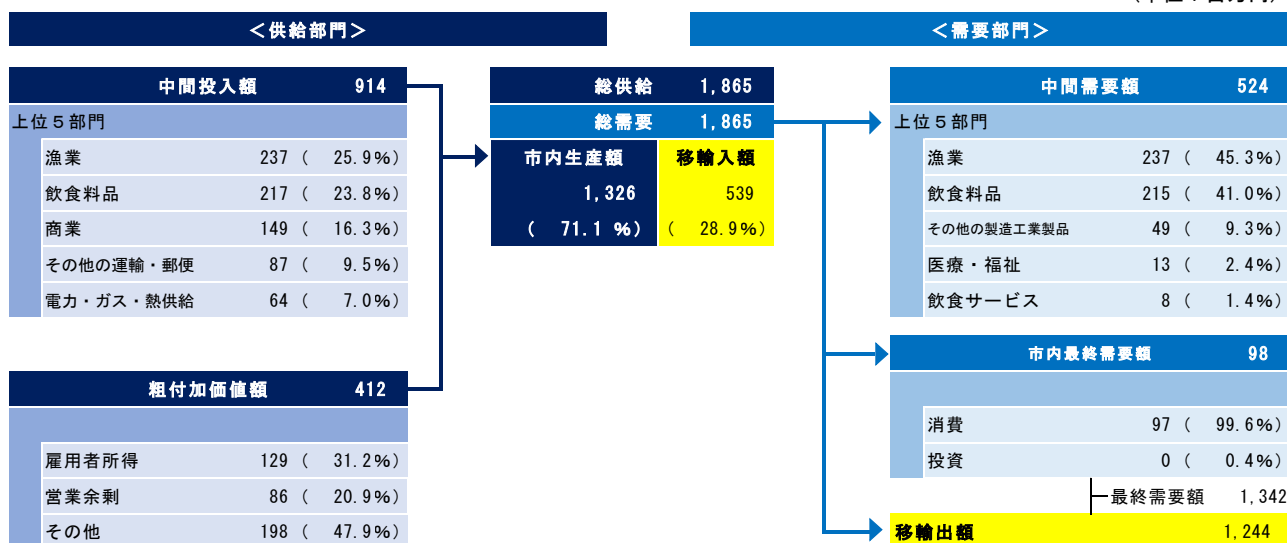 ＜供給部門＞
＜需要部門＞
中間投入額 914
上位５部門
漁業 237 ( 25.9%)
飲食料品 217 ( 23.8%)
商業 149 ( 16.3%)
その他の運輸・郵便 87 ( 9.5%)
電力・ガス・熱供給 64 ( 7.0%)
粗付加価値額 412
雇用者所得 129 ( 31.2%)
営業余剰 86 ( 20.9%)
その他 198 ( 47.9%)
総供給 1,865
総需要 1,865
市内生産額 移輸入額
1,326 539
( 71.1 %) ( 28.9%)
中間需要額 524
上位５部門
漁業 237 ( 45.3%)
飲食料品 215 ( 41.0%)
その他の製造工業製品 49 ( 9.3%)
医療・福祉 13 ( 2.4%)
飲食サービス 8 ( 1.4%)
市内最終需要額 98
消費 97 ( 99.6%)
投資 0 ( 0.4%)
最終需要額 1,342
移輸出額 1,244